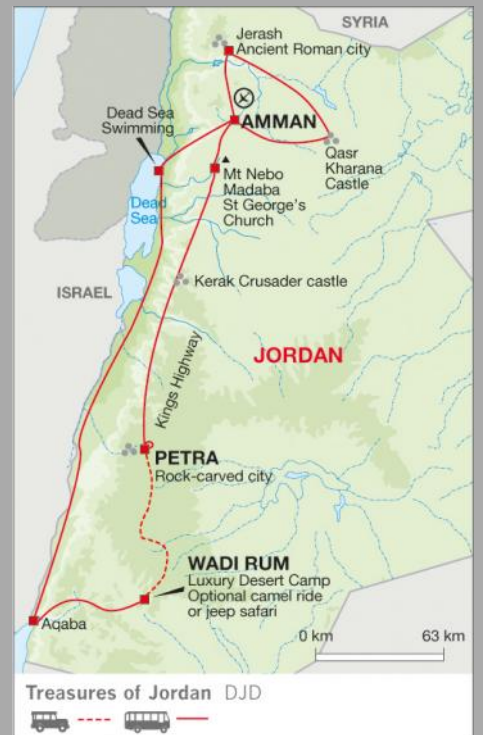 SYRIA
Jerash
Ancient Roman city
Dead Sea
Swimming
AMMAN
Qasr
Kharana
Castle
Mt Nebo
Madaba
St George's
Church
Dead
Sea
ISRAEL
Kerak Crusader castle
JORDAN
Kings Highway
PETRA
Rock-carved city
WADI RUM
Luxury Desert Camp
Optional camel ride
or jeep safari
Aqaba
0 km 63 km
Treasures of Jordan DJD